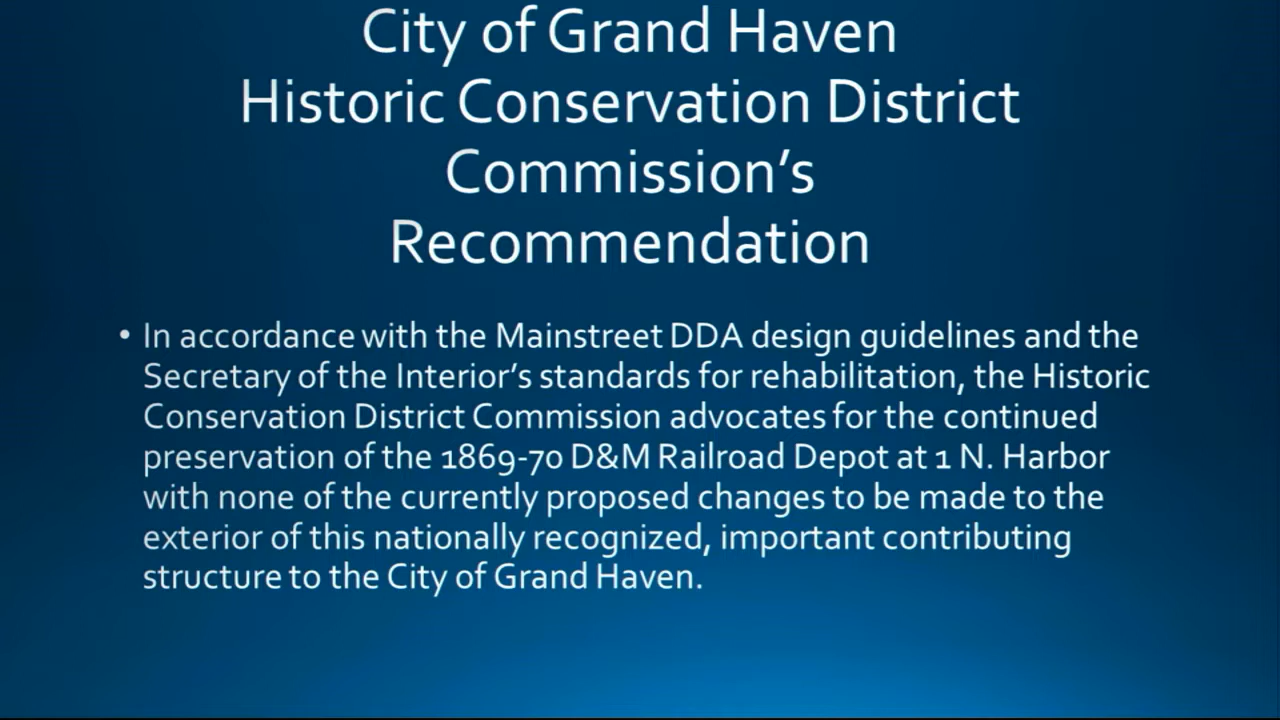 City of Grand Haven
Historic Conservation District
Commission’s
Recommendation
• In accordance with the Mainstreet DDA design guidelines and the
Secretary of the Interior’s standards for rehabilitation, the Historic
Conservation District Commission advocates for the continued
preservation of the 1869-70 D&M Railroad Depot at 1 N. Harbor
with none of the currently proposed changes to be made to the
exterior of this nationally recognized, important contributing
structure to the City of Grand Haven.